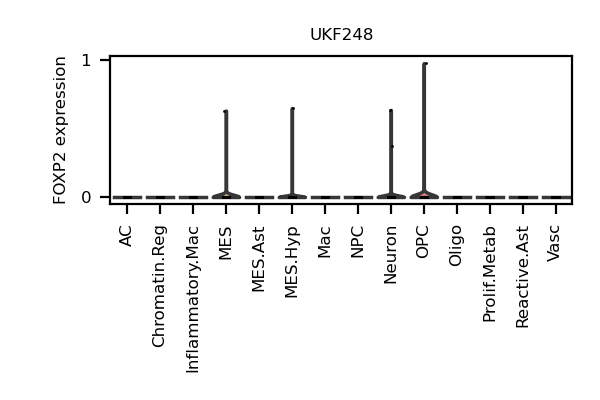 UKF248
FOXP2 expression
1
0
AC
Chromatin.Reg
Inflammatory.Mac
MES
MES.Ast
MES.Hyp
Mac
NPC
Neuron
OPC
Oligo
Prolif.Metab
Reactive.Ast
Vasc